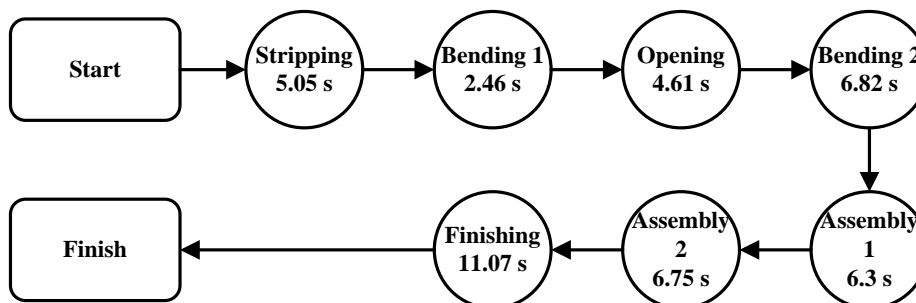 Start
Stripping
5.05 s
Bending 1
2.46 s
Opening
4.61 s
Bending 2
6.82 s
Assembly
1
6.3 s
Assembly
2
6.75 s
Finishing
11.07 s
Finish